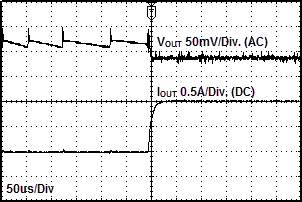 VOUT 50mV/Div. (AC)
IOUT 0.5A/Div, (DC)
50us/Div